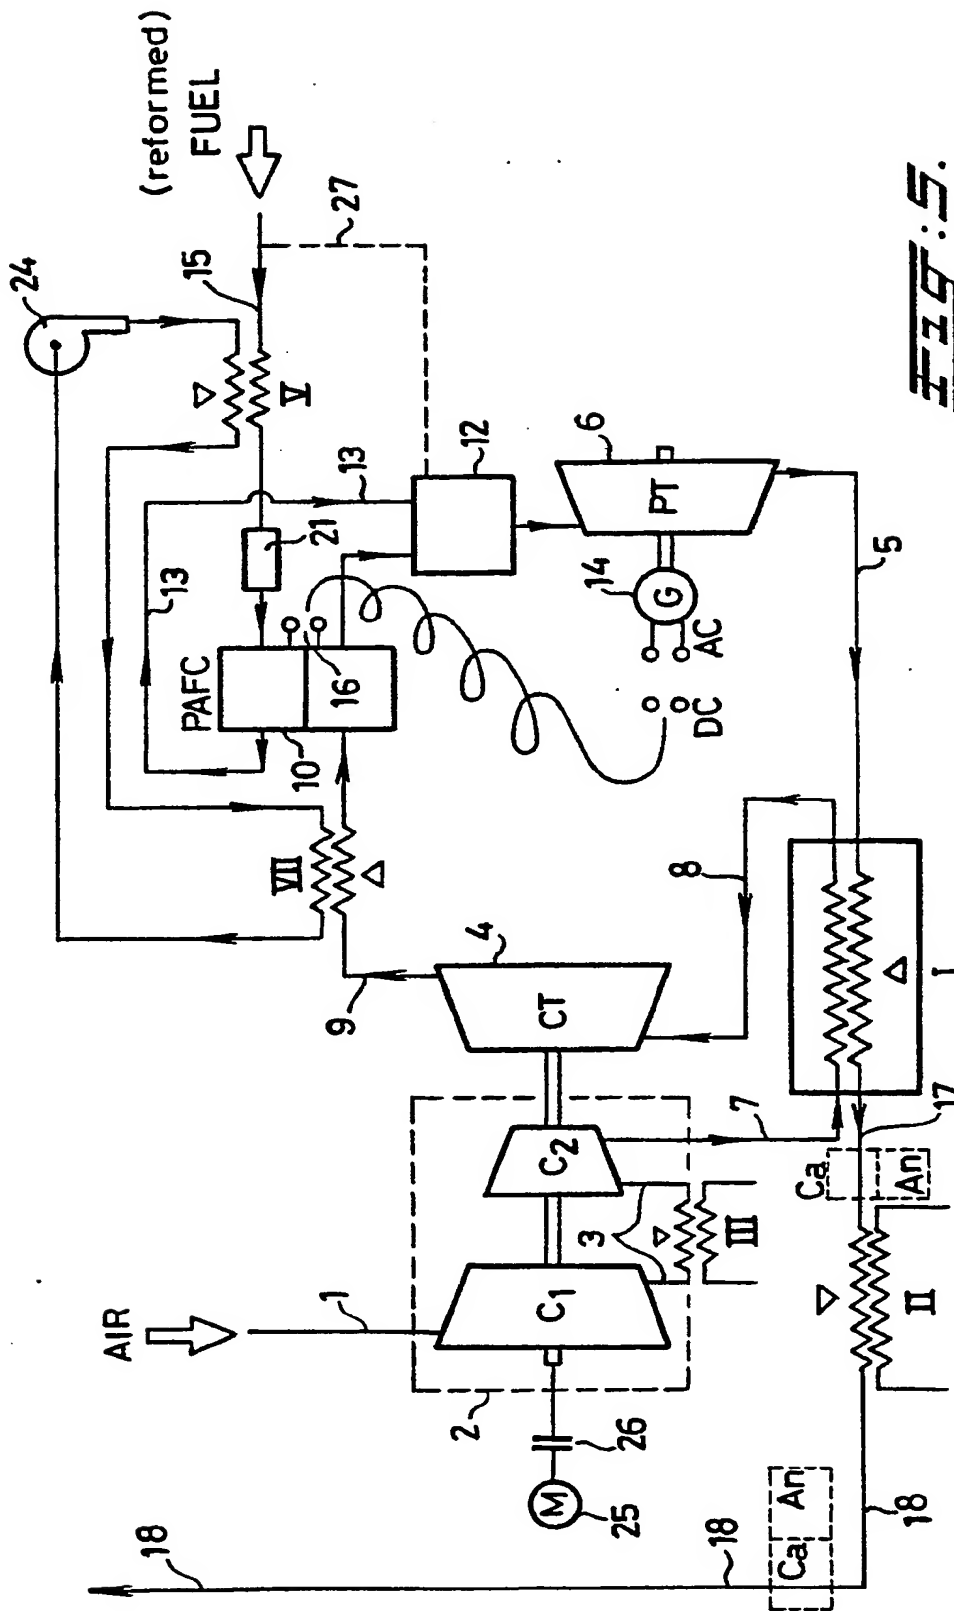 (reformed)
FUEL
24
15
27
V
13
13
21
12
PAFC
16
10
VII
6
PT
14
G
AC
DC
5
8
9
4
CT
I
17
7
Ca
An
C2
C1
3
III
II
AIR
1
2
26
M
25
18
18
18
Ca
An
FIG:5.